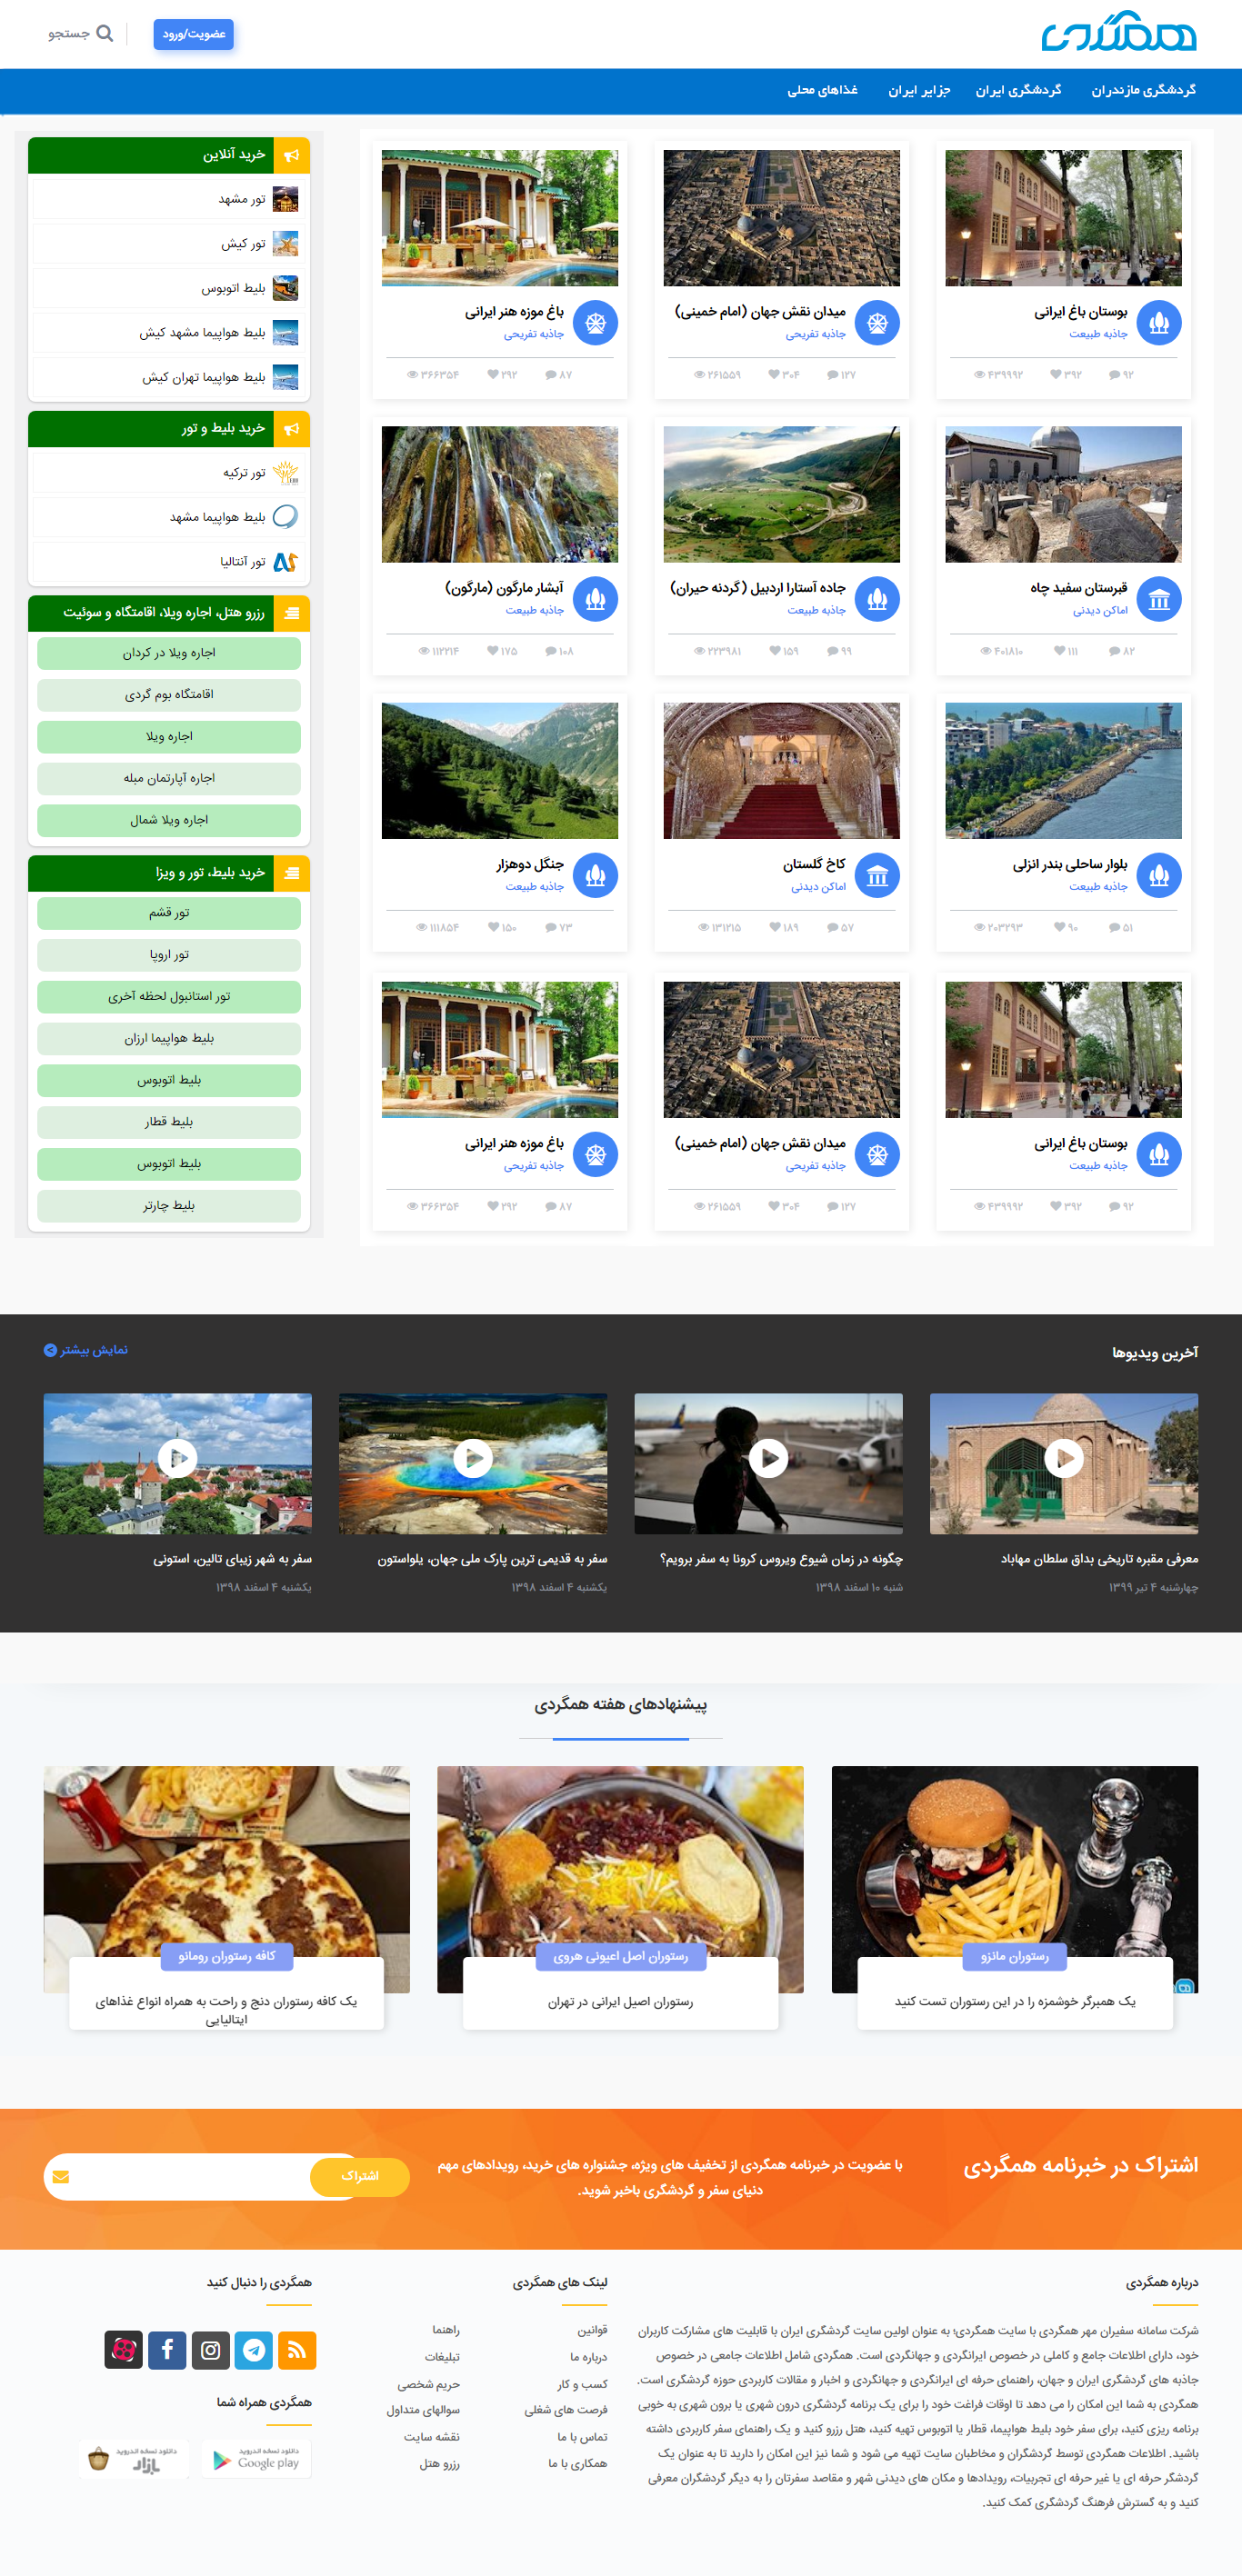 همگردی
عضویت/ورود
جستجو
گردشگری مازندران
گردشگری ایران
جزایر ایران
غذاهای محلی
بوستان باغ ایرانی
جاذبه طبیعت
۹۲ ۳۹۲ ۴۳۹۹۹۲
میدان نقش جهان (امام خمینی)
جاذبه تفریحی
۱۲۷ ۳۰۴ ۲۶۱۵۵۹
باغ موزه هنر ایرانی
جاذبه تفریحی
۸۷ ۲۹۲ ۳۶۶۳۵۴
قبرستان سفید چاه
اماکن دیدنی
۸۲ ۱۱۱ ۴۰۱۸۱۰
جاده آستارا اردبیل (گردنه حیران)
جاذبه طبیعت
۹۹ ۱۵۹ ۲۲۳۹۸۱
آبشار مارگون (مارگون)
جاذبه طبیعت
۱۰۸ ۱۷۵ ۱۱۲۲۱۴
بلوار ساحلی بندر انزلی
جاذبه طبیعت
۵۱ ۹۰ ۲۰۳۲۹۳
کاخ گلستان
اماکن دیدنی
۵۷ ۱۸۹ ۱۳۱۲۱۵
جنگل دوهزار
جاذبه طبیعت
۷۳ ۱۵۰ ۱۱۱۸۵۴
بوستان باغ ایرانی
جاذبه طبیعت
۹۲ ۳۹۲ ۴۳۹۹۹۲
میدان نقش جهان (امام خمینی)
جاذبه تفریحی
۱۲۷ ۳۰۴ ۲۶۱۵۵۹
باغ موزه هنر ایرانی
جاذبه تفریحی
۸۷ ۲۹۲ ۳۶۶۳۵۴
خرید آنلاین
تور مشهد
تور کیش
بلیط اتوبوس
بلیط هواپیما مشهد کیش
بلیط هواپیما تهران کیش
خرید بلیط و تور
تور ترکیه
بلیط هواپیما مشهد
تور آنتالیا
رزرو هتل، اجاره ویلا، اقامتگاه و سوئیت
اجاره ویلا در کردان
اقامتگاه بوم گردی
اجاره ویلا
اجاره آپارتمان مبله
اجاره ویلا شمال
خرید بلیط، تور و ویزا
تور قشم
تور اروپا
تور استانبول لحظه آخری
بلیط هواپیما ارزان
بلیط اتوبوس
بلیط قطار
بلیط اتوبوس
بلیط چارتر
آخرین ویدیوها
نمایش بیشتر
معرفی مقبره تاریخی بداق سلطان مهاباد
چهارشنبه ۴ تیر ۱۳۹۹
چگونه در زمان شیوع ویروس کرونا به سفر برویم؟
شنبه ۱۰ اسفند ۱۳۹۸
سفر به قدیمی ترین پارک ملی جهان، یلواستون
یکشنبه ۴ اسفند ۱۳۹۸
سفر به شهر زیبای تالین، استونی
یکشنبه ۴ اسفند ۱۳۹۸
پیشنهادهای هفته همگردی
رستوران مانزو
یک همبرگر خوشمزه را در این رستوران تست کنید
رستوران اصل اعیونی هروی
رستوران اصیل ایرانی در تهران
کافه رستوران رومانو
یک کافه رستوران دنج و راحت به همراه انواع غذاهای
ایتالیایی
اشتراک در خبرنامه همگردی
با عضویت در خبرنامه همگردی از تخفیف های ویژه، جشنواره های خرید، رویدادهای مهم
دنیای سفر و گردشگری باخبر شوید.
اشتراک
درباره همگردی
شرکت سامانه سفیران مهر همگردی با سایت همگردی؛ به عنوان اولین سایت گردشگری ایران با قابلیت های مشارکت کاربران
خود، دارای اطلاعات جامع و کاملی در خصوص ایرانگردی و جهانگردی است. همگردی شامل اطلاعات جامعی در خصوص
جاذبه های گردشگری ایران و جهان، راهنمای حرفه ای ایرانگردی و جهانگردی و اخبار و مقالات کاربردی حوزه گردشگری است.
همگردی به شما این امکان را می دهد تا اوقات فراغت خود را برای یک برنامه گردشگری درون شهری یا برون شهری به خوبی
برنامه ریزی کنید، برای سفر خود بلیط هواپیما، قطار یا اتوبوس تهیه کنید، هتل رزرو کنید و یک راهنمای سفر کاربردی داشته
باشید. اطلاعات همگردی توسط گردشگران و مخاطبان سایت تهیه می شود و شما نیز این امکان را دارید تا به عنوان یک
گردشگر حرفه ای یا غیر حرفه ای تجربیات، رویدادها و مکان های دیدنی شهر و مقاصد سفرتان را به دیگر گردشگران معرفی
کنید و به گسترش فرهنگ گردشگری کمک کنید.
لینک های همگردی
قوانین
درباره ما
کسب و کار
فرصت های شغلی
تماس با ما
همکاری با ما
راهنما
تبلیغات
حریم شخصی
سوالهای متداول
نقشه سایت
رزرو هتل
همگردی را دنبال کنید
همگردی همراه شما
دانلود نسخه اندروید
Google play
دانلود نسخه اندروید
بازار